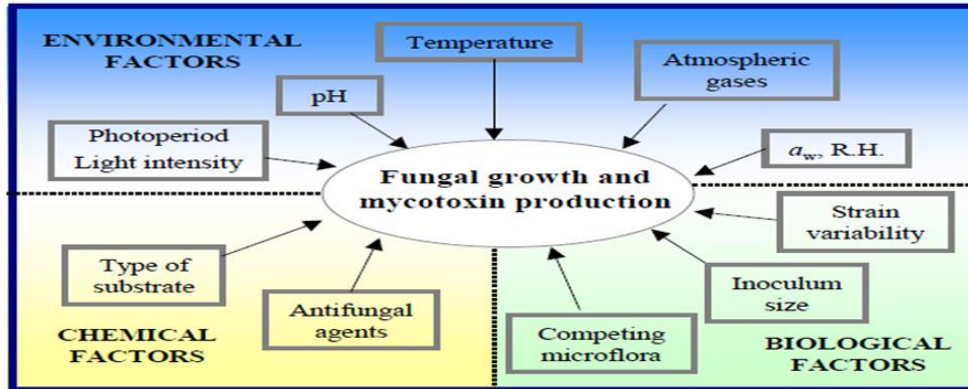 ENVIRONMENTAL
FACTORS
Temperature
Atmospheric
gases
pH
Photoperiod
Light intensity
a_w, R.H.
Fungal growth and
mycotoxin production
Strain
variability
Type of
substrate
Inoculum
size
Antifungal
agents
Competing
microflora
CHEMICAL
FACTORS
BIOLOGICAL
FACTORS